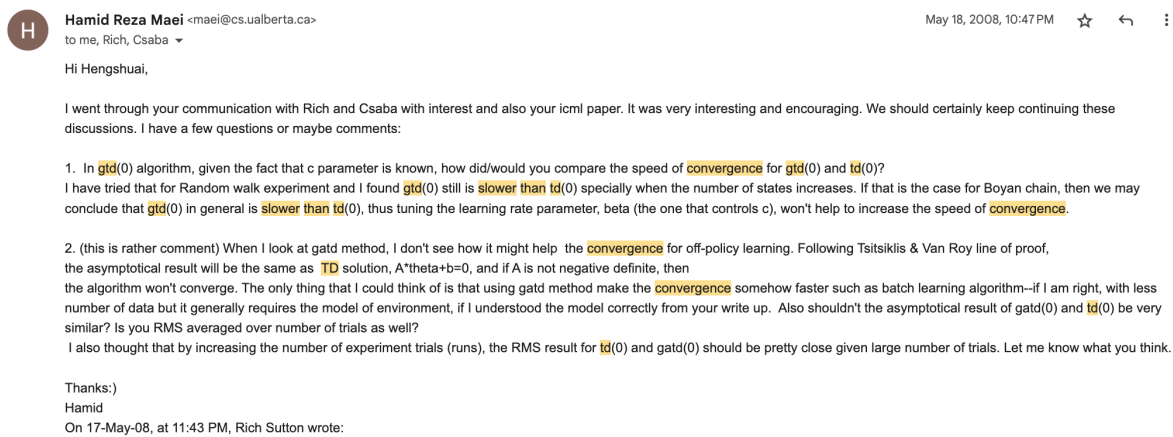 H
Hamid Reza Maei <maei@cs.ualberta.ca>
May 18, 2008, 10:47 PM
to me, Rich, Csaba
Hi Hengshuai,
I went through your communication with Rich and Csaba with interest and also your icml paper. It was very interesting and encouraging. We should certainly keep continuing these
discussions. I have a few questions or maybe comments:
1. In gtd(0) algorithm, given the fact that c parameter is known, how did/would you compare the speed of convergence for gtd(0) and td(0)?
I have tried that for Random walk experiment and I found gtd(0) still is slower than td(0) specially when the number of states increases. If that is the case for Boyan chain, then we may
conclude that gtd(0) in general is slower than td(0), thus tuning the learning rate parameter, beta (the one that controls c), won't help to increase the speed of convergence.
2. (this is rather comment) When I look at gatd method, I don't see how it might help the convergence for off-policy learning. Following Tsitsiklis & Van Roy line of proof,
the asymptotical result will be the same as TD solution, A*theta+b=0, and if A is not negative definite, then
the algorithm won't converge. The only thing that I could think of is that using gatd method make the convergence somehow faster such as batch learning algorithm--if I am right, with less
number of data but it generally requires the model of environment, if I understood the model correctly from your write up. Also shouldn't the asymptotical result of gatd(0) and td(0) be very
similar? Is you RMS averaged over number of trials as well?
I also thought that by increasing the number of experiment trials (runs), the RMS result for td(0) and gatd(0) should be pretty close given large number of trials. Let me know what you think.
Thanks:)
Hamid
On 17-May-08, at 11:43 PM, Rich Sutton wrote: